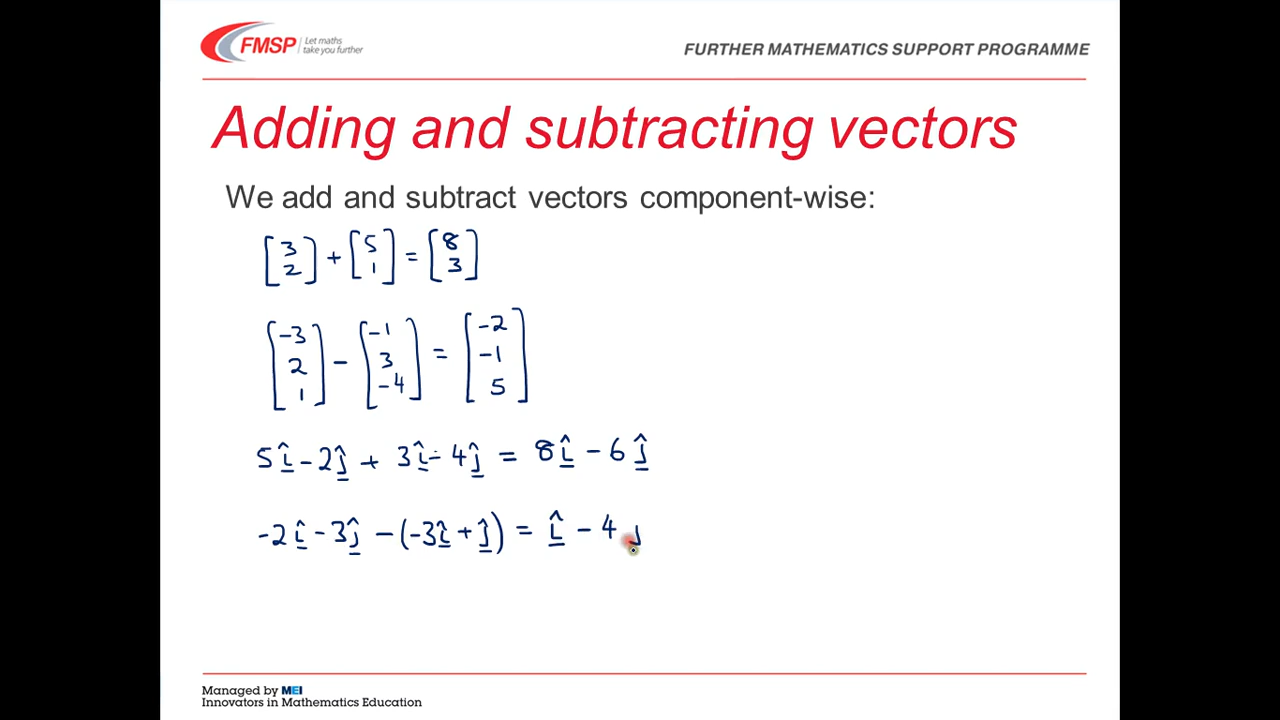 FMSP Let maths
take you further
FURTHER MATHEMATICS SUPPORT PROGRAMME
Adding and subtracting vectors
We add and subtract vectors component-wise:
[3 2] + [5 1] = [8 3]
[-3 2 1] - [-1 3 -4] = [-2 -1 5]
5î - 2ĵ + 3î - 4ĵ = 8î - 6ĵ
-2î - 3ĵ - (-3î + ĵ) = î - 4 j
Managed by MEI
Innovators in Mathematics Education